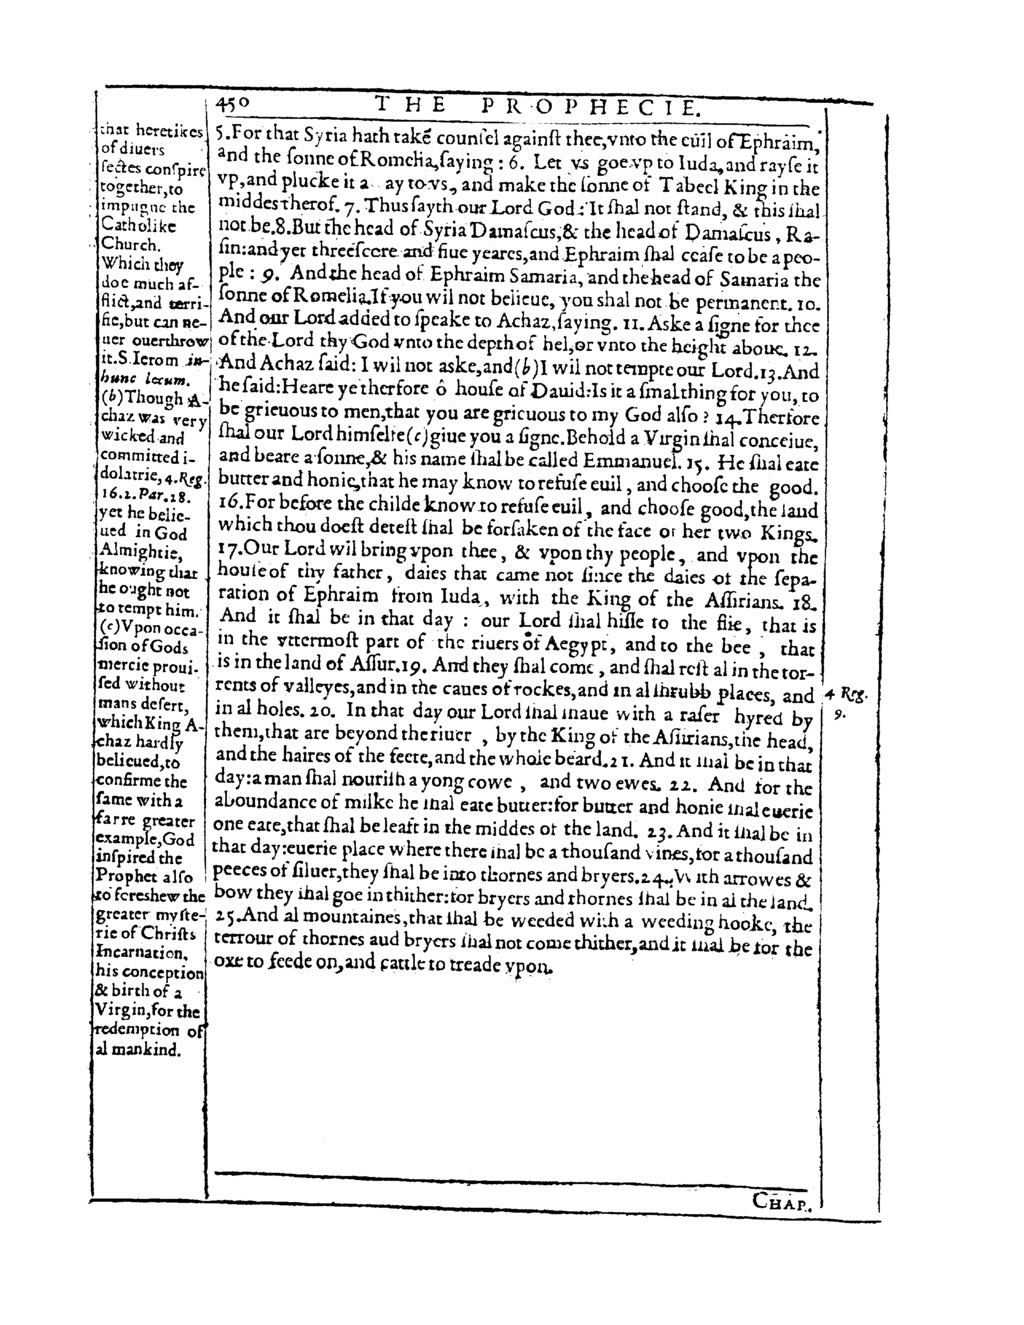 450 THE PROPHECIE.
5.For that Syria hath také counsel against thee,vnto the euil of Ephraim,
and the sonne of Romelia,saying : 6. Let vs goe vp to Iuda,and rayse it
vp,and plucke it a ay to vs, and make the sonne of Tabeel King in the
middes therof. 7. Thus sayth our Lord God: It shal not stand, & this shal
not be.8.But the head of Syria Damascus,& the head of Damascus, Ra-
sin:and yet threescore and fiue yeares,and Ephraim shal cease to be a peo-
ple : 9. And the head of Ephraim Samaria, and the head of Samaria the
sonne of Romelia.If you wil not belieue, you shal not be permanent. 10.
And our Lord added to speake to Achaz,saying. 11. Aske a signe for thee
of the Lord thy God vnto the depth of hel,or vnto the height aboue. 12.
And Achaz said: I wil not aske,and(b)I wil not tempte our Lord.13.And
he said:Heare ye therfore ô house of Dauid:Is it a smal thing for you, to
be grieuous to men,that you are grieuous to my God also ? 14.Therfore
shal our Lord himselfe(c)giue you a signe.Behold a Virgin shal conceiue,
and beare a sonne,& his name shal be called Emmanuel. 15. He shal eate
butter and honie,that he may know to refuse euil, and choose the good.
16.For before the childe know to refuse euil, and choose good,the land
which thou doest detest shal be forsaken of the face of her two Kings.
17.Our Lord wil bring vpon thee, & vpon thy people, and vpon the
house of thy father, daies that came not since the daies of the sepa-
ration of Ephraim from Iuda, with the King of the Assirians. 18.
And it shal be in that day : our Lord shal hisse to the flie, that is
in the vttermost part of the riuers of Aegypt, and to the bee, that
is in the land of Assur.19. And they shal come, and shal rest al in the tor-
rents of valleyes,and in the caues of rockes,and in al shrubb places, and
in al holes. 20. In that day our Lord shal shaue with a raser hyred by
them,that are beyond the riuer, by the King of the Assirians,the head,
and the haires of the feete,and the whole beard.21. And it shal be in that
day:a man shal nourish a yong cowe, and two ewes. 22. And for the
aboundance of milke he shal eate butter:for butter and honie shal euerie
one eate,that shal be left in the middes of the land. 23. And it shal be in
that day:euerie place where there shal be a thousand vines,for a thousand
peeces of siluer,they shal be into thornes and bryers.24. With arrowes &
bow they shal goe in thither:for bryers and thornes shal be in al the land.
25.And al mountaines,that shal be weeded with a weeding hooke, the
terrour of thornes aud bryers shal not come thither,and it shal be for the
oxe to feede on,and cattle to treade vpon.
that heretikes
of diuers
sectes conspire
together,to
impugne the
Catholike
Church.
Which they
doe much af-
flict,and terri-
fie,but can ne-
uer ouerthrow
it.S.Ierom in
hunc locum.
(b)Though A-
chaz was very
wicked and
committed i-
dolatrie,4.Reg.
16.2.Par.28.
yet he belie-
ued in God
Almightie,
knowing that
he ought not
to tempt him.
(c)Vpon occa-
sion of Gods
mercie proui-
sed without
mans desert,
which King A-
chaz hardly
belieued,to
confirme the
same with a
farre greater
example,God
inspired the
Prophet also
to foreshew the
greater myste-
rie of Christs
Incarnation,
his conception
& birth of a
Virgin,for the
redemption of
al mankind.
4 Reg.
9.
CHAP.